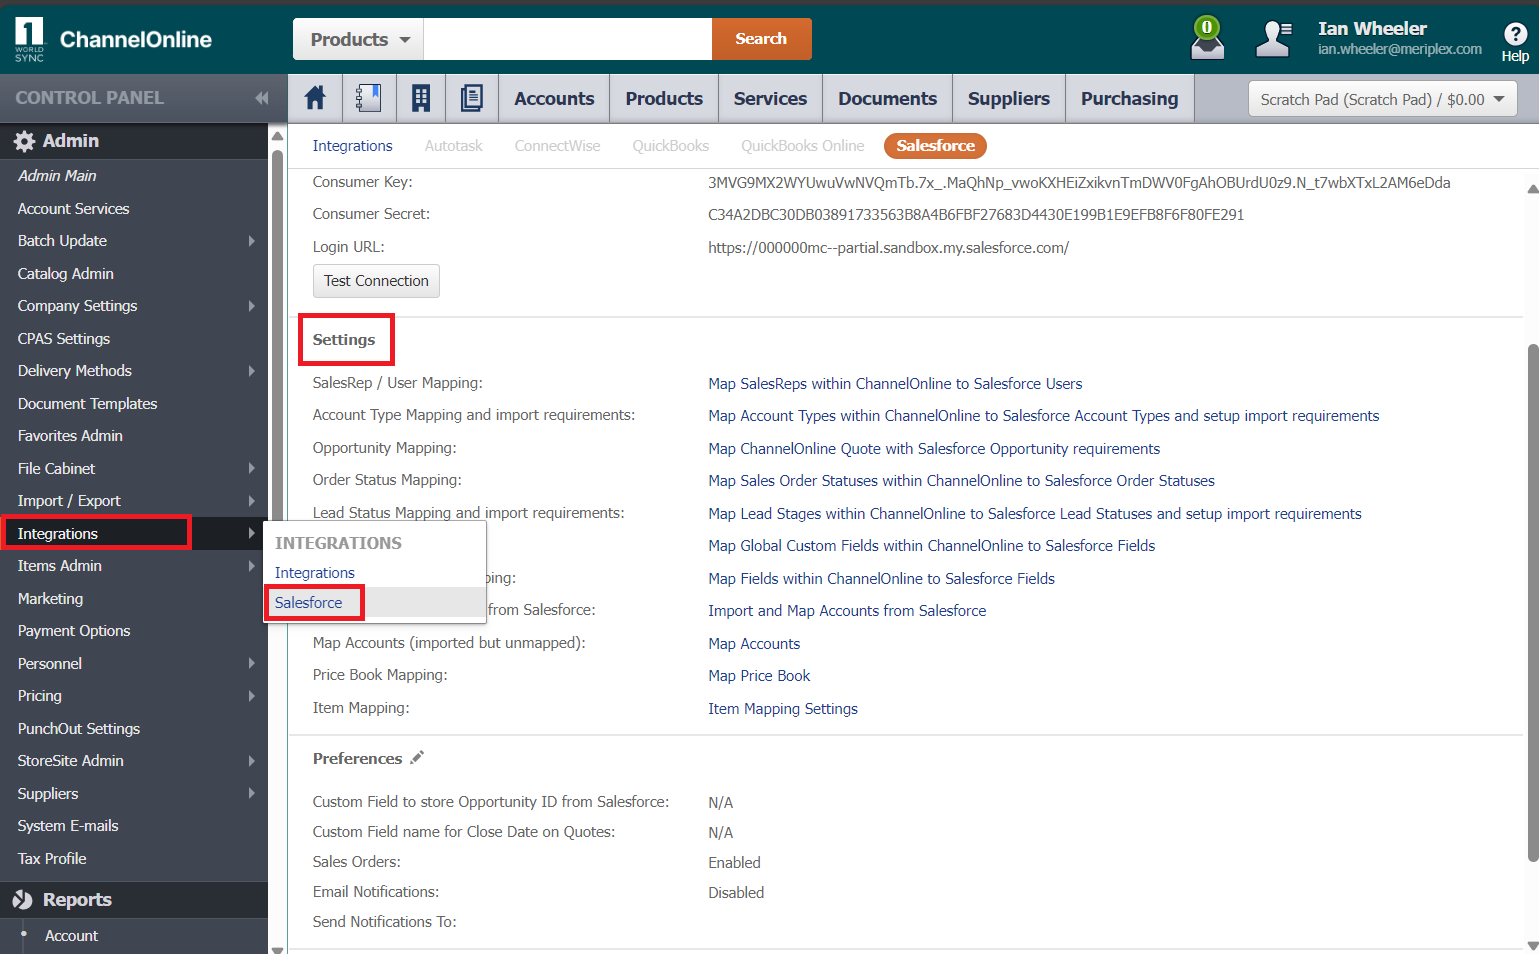 1
WORLD
SYNC
ChannelOnline
Products
Search
0
Ian Wheeler
ian.wheeler@meriplex.com
?
Help
CONTROL PANEL
Accounts
Products
Services
Documents
Suppliers
Purchasing
Scratch Pad (Scratch Pad) / $0.00
Admin
Admin Main
Account Services
Batch Update
Catalog Admin
Company Settings
CPAS Settings
Delivery Methods
Document Templates
Favorites Admin
File Cabinet
Import / Export
Integrations
Items Admin
Marketing
Payment Options
Personnel
Pricing
PunchOut Settings
StoreSite Admin
Suppliers
System E-mails
Tax Profile
Reports
Account
INTEGRATIONS
Integrations
Salesforce
Integrations Autotask ConnectWise QuickBooks QuickBooks Online Salesforce
Consumer Key: 3MVG9MX2WYUwuVwNVQmTb.7x_.MaQhNp_vwoKXHEiZxikvnTmDWV0FgAhOBUrdU0z9.N_t7wbXTxL2AM6eDda
Consumer Secret: C34A2DBC30DB03891733563B8A4B6FBF27683D4430E199B1E9EFB8F6F80FE291
Login URL: https://000000mc--partial.sandbox.my.salesforce.com/
Test Connection
Settings
SalesRep / User Mapping: Map SalesReps within ChannelOnline to Salesforce Users
Account Type Mapping and import requirements: Map Account Types within ChannelOnline to Salesforce Account Types and setup import requirements
Opportunity Mapping: Map ChannelOnline Quote with Salesforce Opportunity requirements
Order Status Mapping: Map Sales Order Statuses within ChannelOnline to Salesforce Order Statuses
Lead Status Mapping and import requirements: Map Lead Stages within ChannelOnline to Salesforce Lead Statuses and setup import requirements
Map Global Custom Fields within ChannelOnline to Salesforce Fields
ping: Map Fields within ChannelOnline to Salesforce Fields
from Salesforce: Import and Map Accounts from Salesforce
Map Accounts (imported but unmapped): Map Accounts
Price Book Mapping: Map Price Book
Item Mapping: Item Mapping Settings
Preferences
Custom Field to store Opportunity ID from Salesforce: N/A
Custom Field name for Close Date on Quotes: N/A
Sales Orders: Enabled
Email Notifications: Disabled
Send Notifications To: